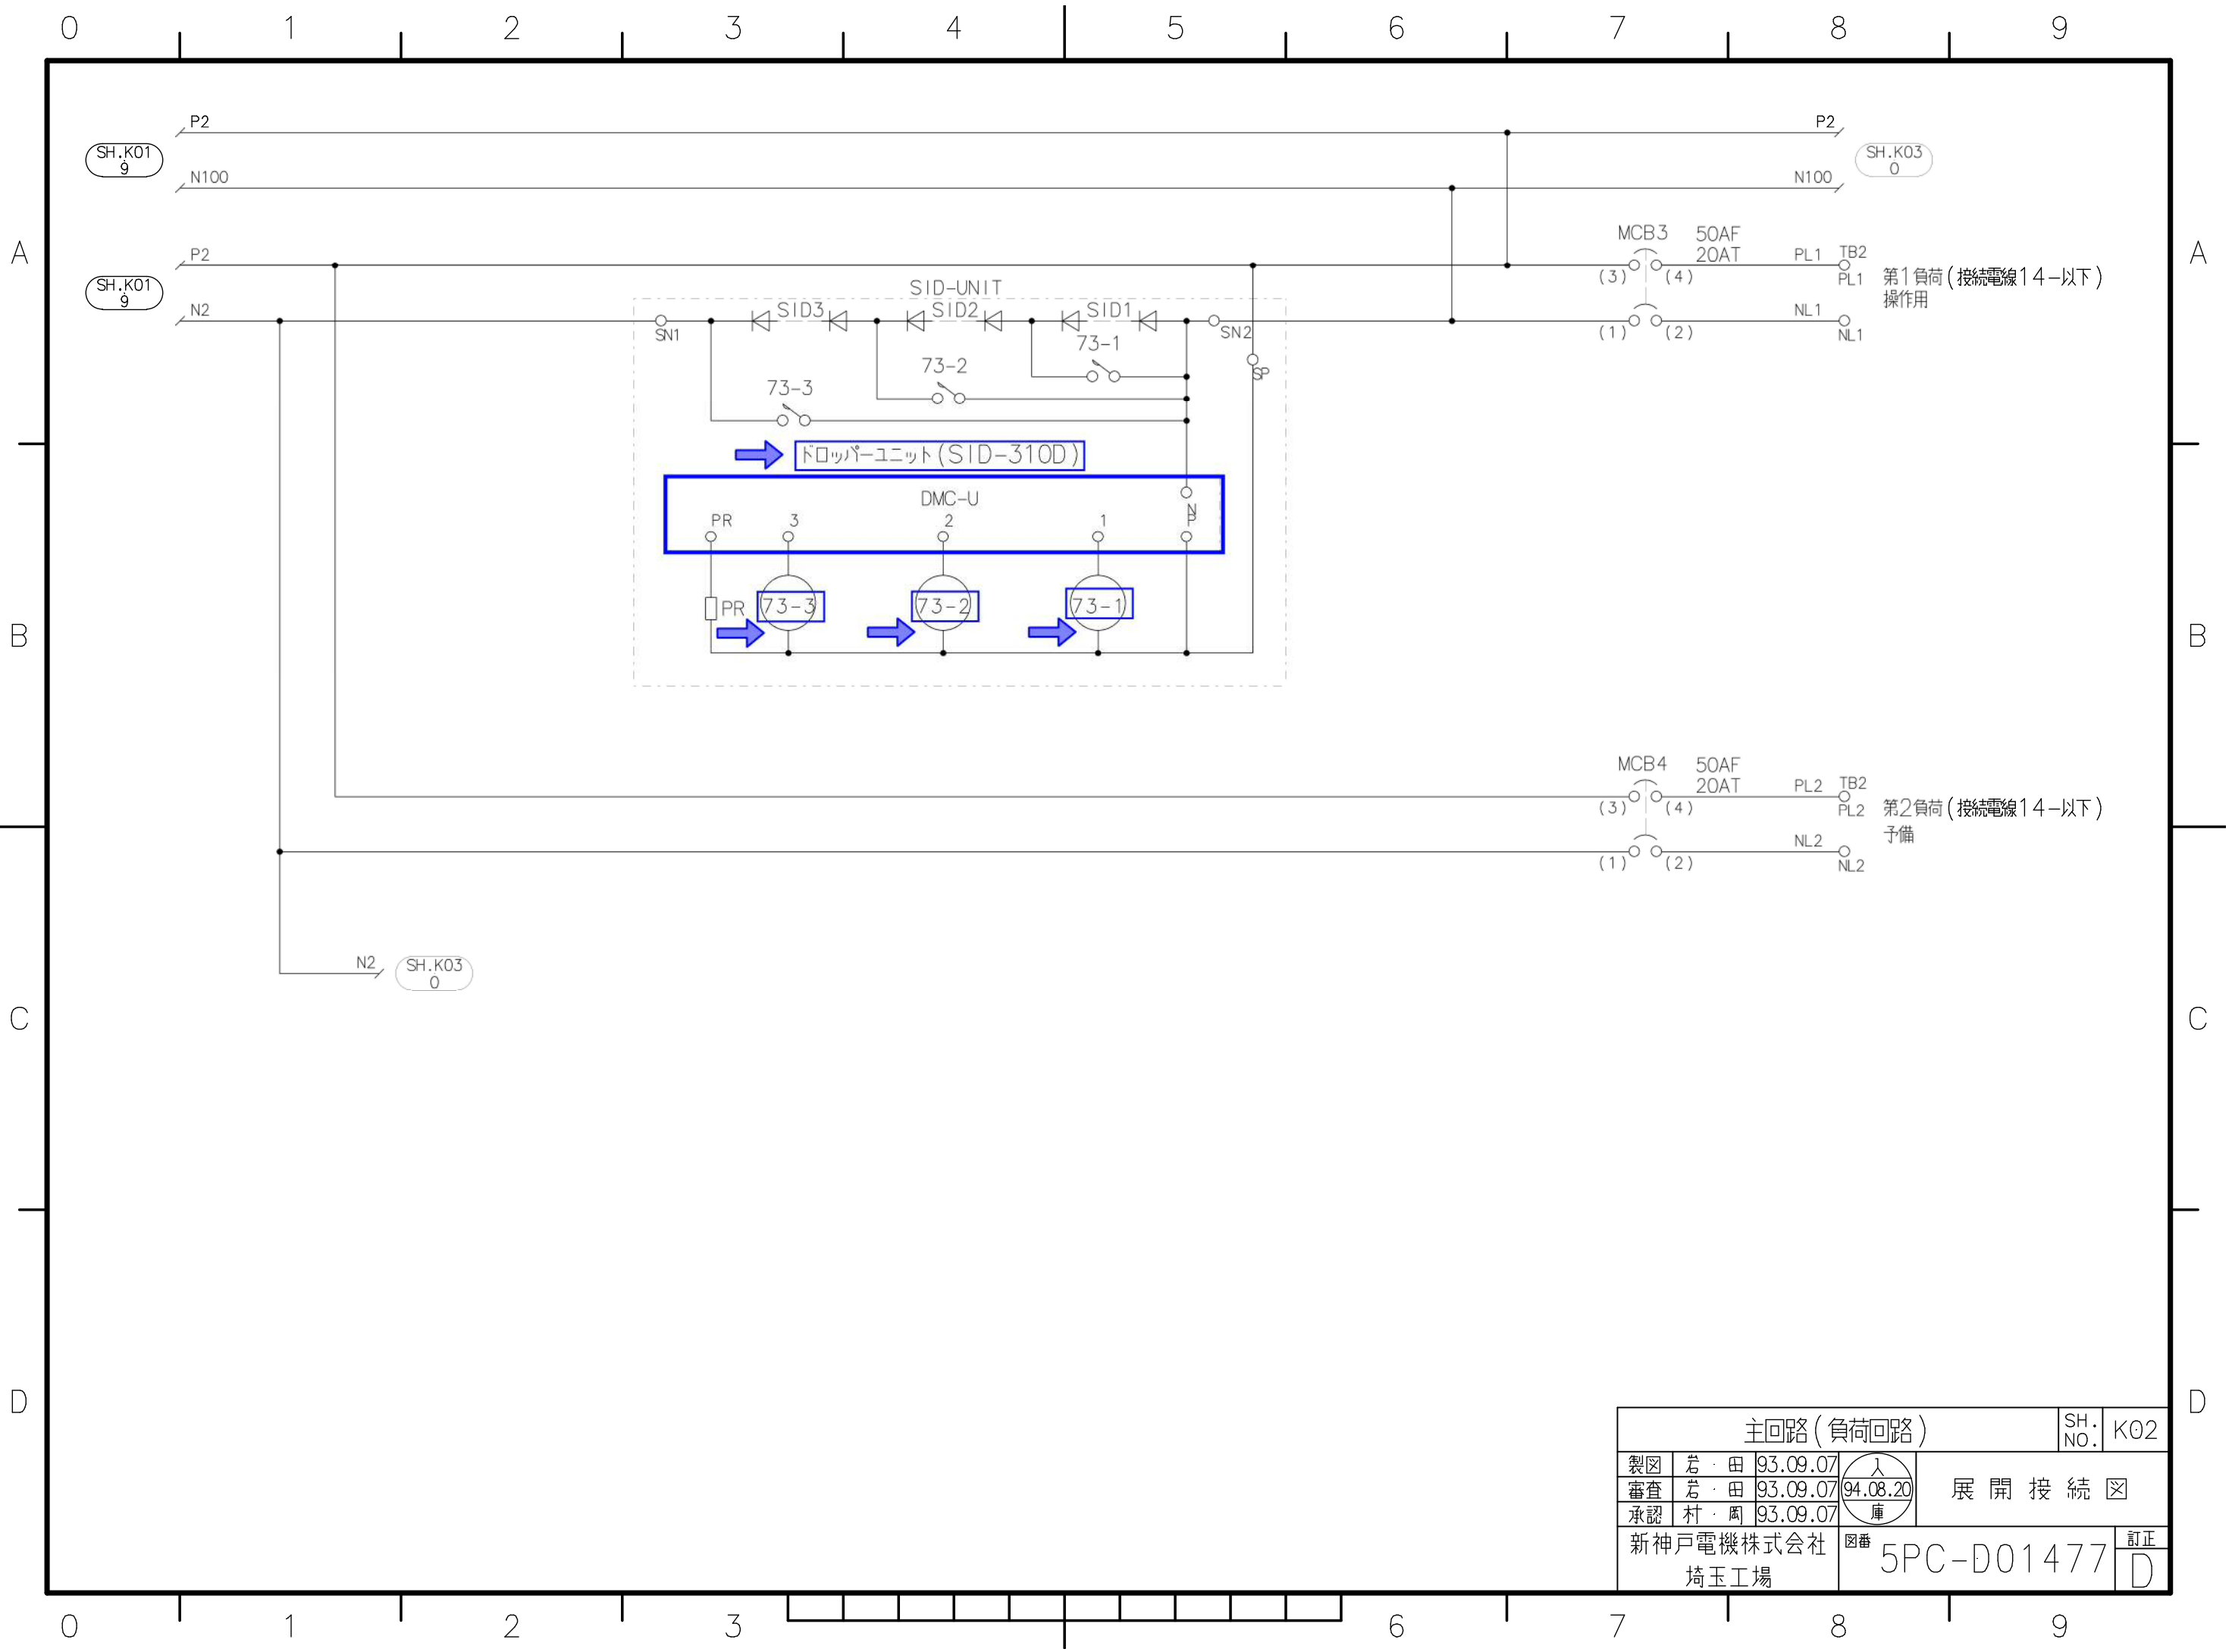 0 1 2 3 4 5 6 7 8 9
P2 P2
SH.K01
9
SH.K03
0
N100 N100
A A
P2
SH.K01
9
N2
MCB3 50AF
20AT
(3) (4)
PL1 TB2
PL1
第1負荷(接続電線14-以下)
操作用
(1) (2)
NL1
NL1
SID-UNIT
SN1 SID3 SID2 SID1 SN2
73-1
73-2
73-3
SP
ドロッパーユニット(SID-310D)
DMC-U
N
PR 3 2 1 P
PR 73-3 73-2 73-1
B B
MCB4 50AF
20AT
(3) (4)
PL2 TB2
PL2
第2負荷(接続電線14-以下)
予備
(1) (2)
NL2
NL2
N2
SH.K03
0
C C
D D
主回路(負荷回路)
SH.
NO.
K02
製図 岩・田 93.09.07
審査 岩・田 93.09.07
承認 村・岡 93.09.07
入
94.08.20
庫
展開接続図
新神戸電機株式会社
埼玉工場
図番
5PC-D01477
訂正
D
0 1 2 3 6 7 8 9